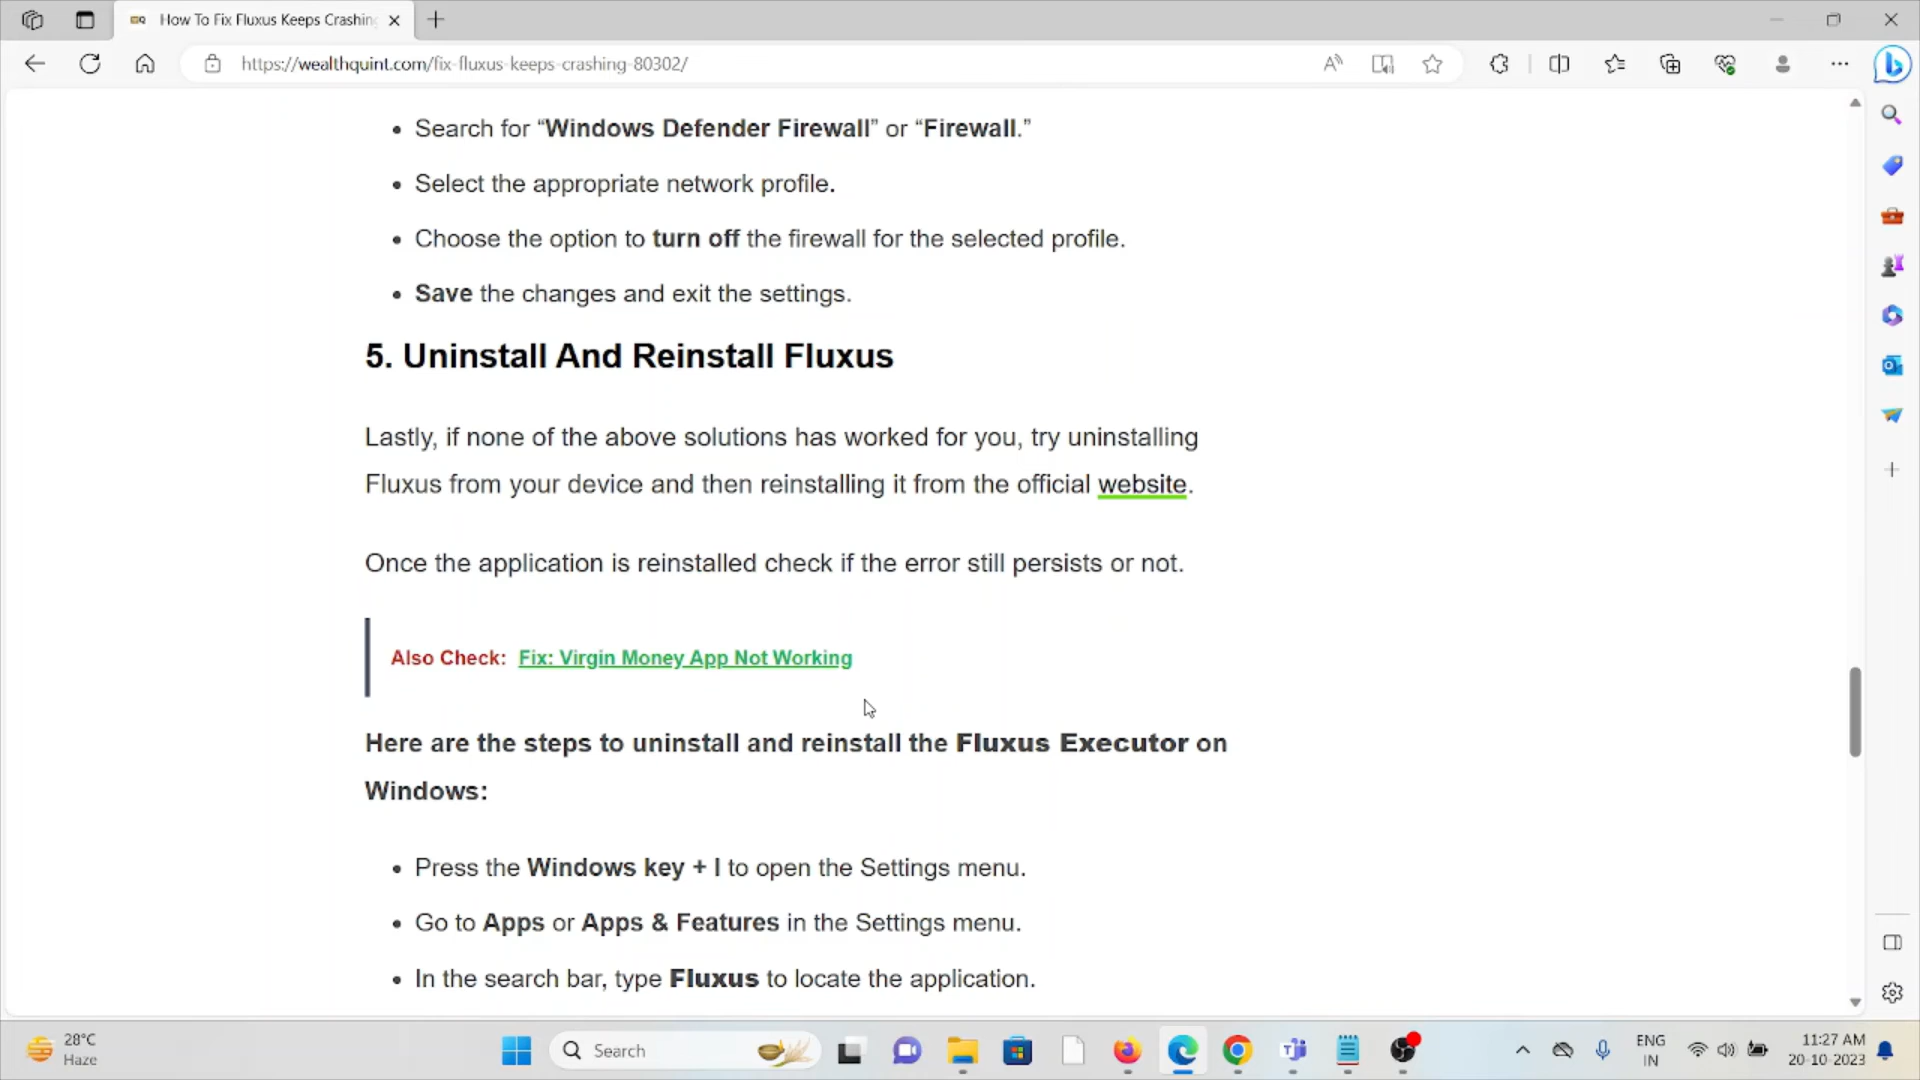 How To Fix Fluxus Keeps Crashing
https://wealthquint.com/fix-fluxus-keeps-crashing-80302/
• Search for “Windows Defender Firewall” or “Firewall.”
• Select the appropriate network profile.
• Choose the option to turn off the firewall for the selected profile.
• Save the changes and exit the settings.
5. Uninstall And Reinstall Fluxus
Lastly, if none of the above solutions has worked for you, try uninstalling
Fluxus from your device and then reinstalling it from the official website.
Once the application is reinstalled check if the error still persists or not.
Also Check: Fix: Virgin Money App Not Working
Here are the steps to uninstall and reinstall the Fluxus Executor on
Windows:
• Press the Windows key + I to open the Settings menu.
• Go to Apps or Apps & Features in the Settings menu.
• In the search bar, type Fluxus to locate the application.
28°C
Haze
Search
ENG
IN
11:27 AM
20-10-2023